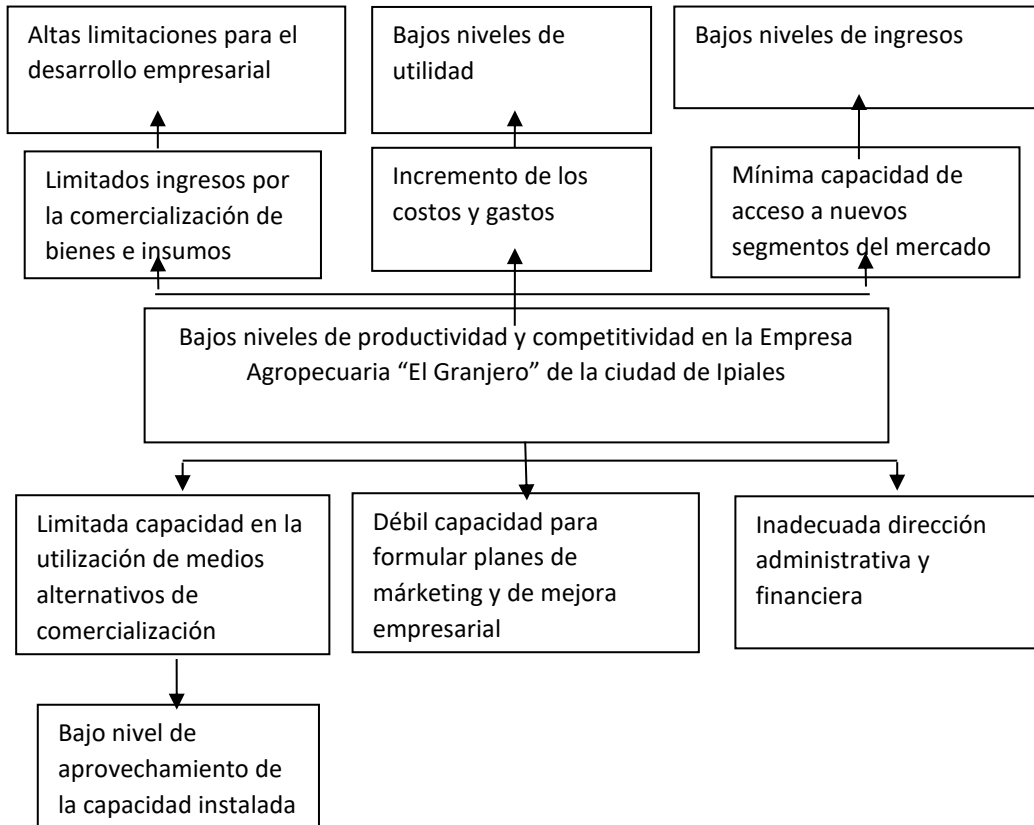 Altas limitaciones para el
desarrollo empresarial
Bajos niveles de
utilidad
Bajos niveles de ingresos
Limitados ingresos por
la comercialización de
bienes e insumos
Incremento de los
costos y gastos
Mínima capacidad de
acceso a nuevos
segmentos del mercado
Bajos niveles de productividad y competitividad en la Empresa
Agropecuaria “El Granjero” de la ciudad de Ipiales
Limitada capacidad en la
utilización de medios
alternativos de
comercialización
Débil capacidad para
formular planes de
márketing y de mejora
empresarial
Inadecuada dirección
administrativa y
financiera
Bajo nivel de
aprovechamiento de
la capacidad instalada